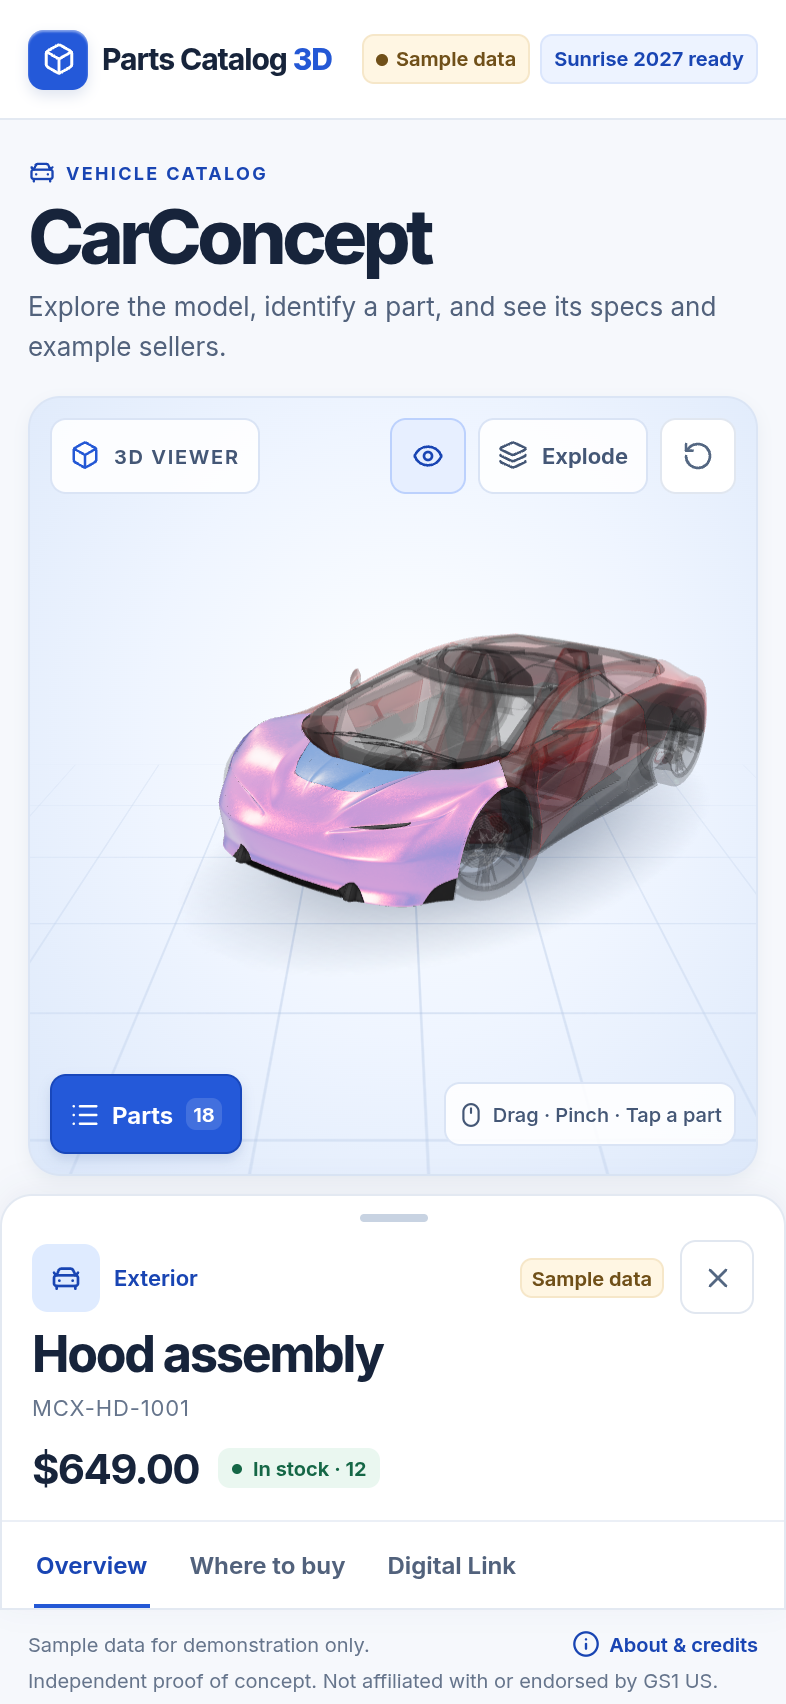 Parts Catalog 3D
Sample data
Sunrise 2027 ready
VEHICLE CATALOG
CarConcept
Explore the model, identify a part, and see its specs and
example sellers.
3D VIEWER
Explode
Parts 18
Drag · Pinch · Tap a part
Exterior
Sample data
Hood assembly
MCX-HD-1001
$649.00
In stock · 12
Overview
Where to buy
Digital Link
Sample data for demonstration only.
About & credits
Independent proof of concept. Not affiliated with or endorsed by GS1 US.